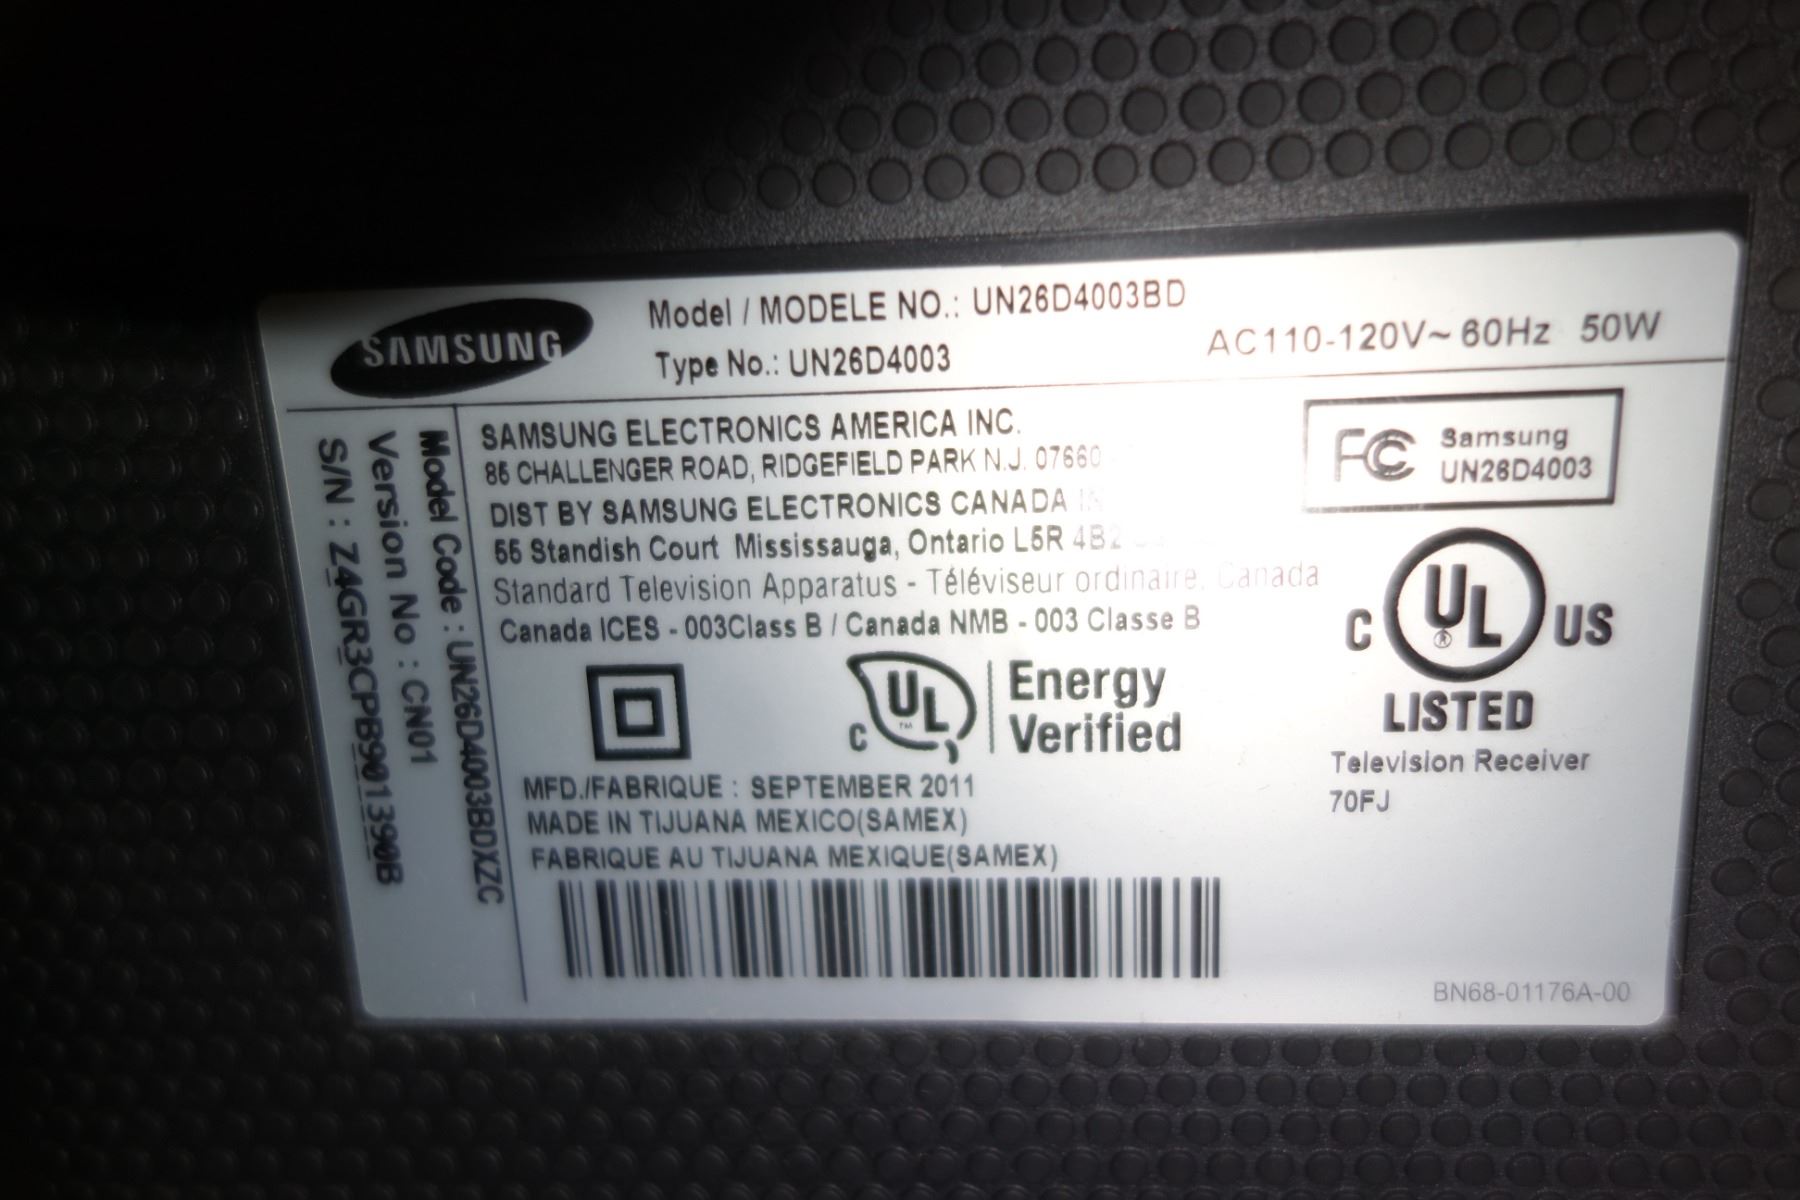 SAMSUNG
Model / MODELE NO.: UN26D4003BD
Type No.: UN26D4003
AC110-120V~ 60Hz 50W
Model Code : UN26D4003BDXZC
Version No : CN01
S/N : Z4GR3CPB901390B
SAMSUNG ELECTRONICS AMERICA INC.
85 CHALLENGER ROAD, RIDGEFIELD PARK N.J. 07660
DIST BY SAMSUNG ELECTRONICS CANADA
55 Standish Court Mississauga, Ontario L5R 4B2
Standard Television Apparatus - Téléviseur ordinaire, Canada
Canada ICES - 003Class B / Canada NMB - 003 Classe B
FC Samsung
UN26D4003
C UL® US
LISTED
Television Receiver
70FJ
C UL™ Energy
Verified
MFD./FABRIQUE : SEPTEMBER 2011
MADE IN TIJUANA MEXICO(SAMEX)
FABRIQUE AU TIJUANA MEXIQUE(SAMEX)
BN68-01176A-00